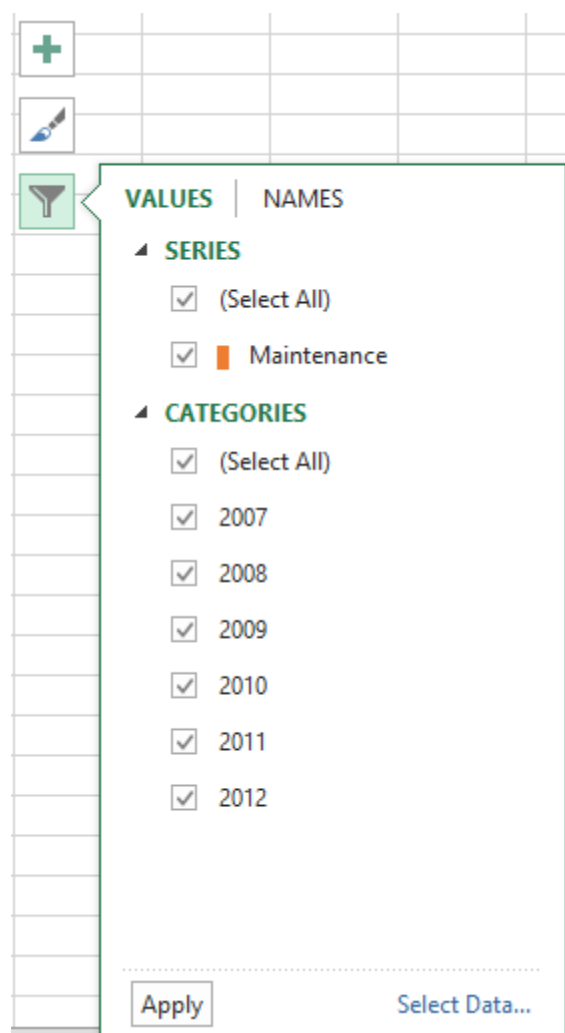 VALUES NAMES
SERIES
(Select All)
Maintenance
CATEGORIES
(Select All)
2007
2008
2009
2010
2011
2012
Apply Select Data...